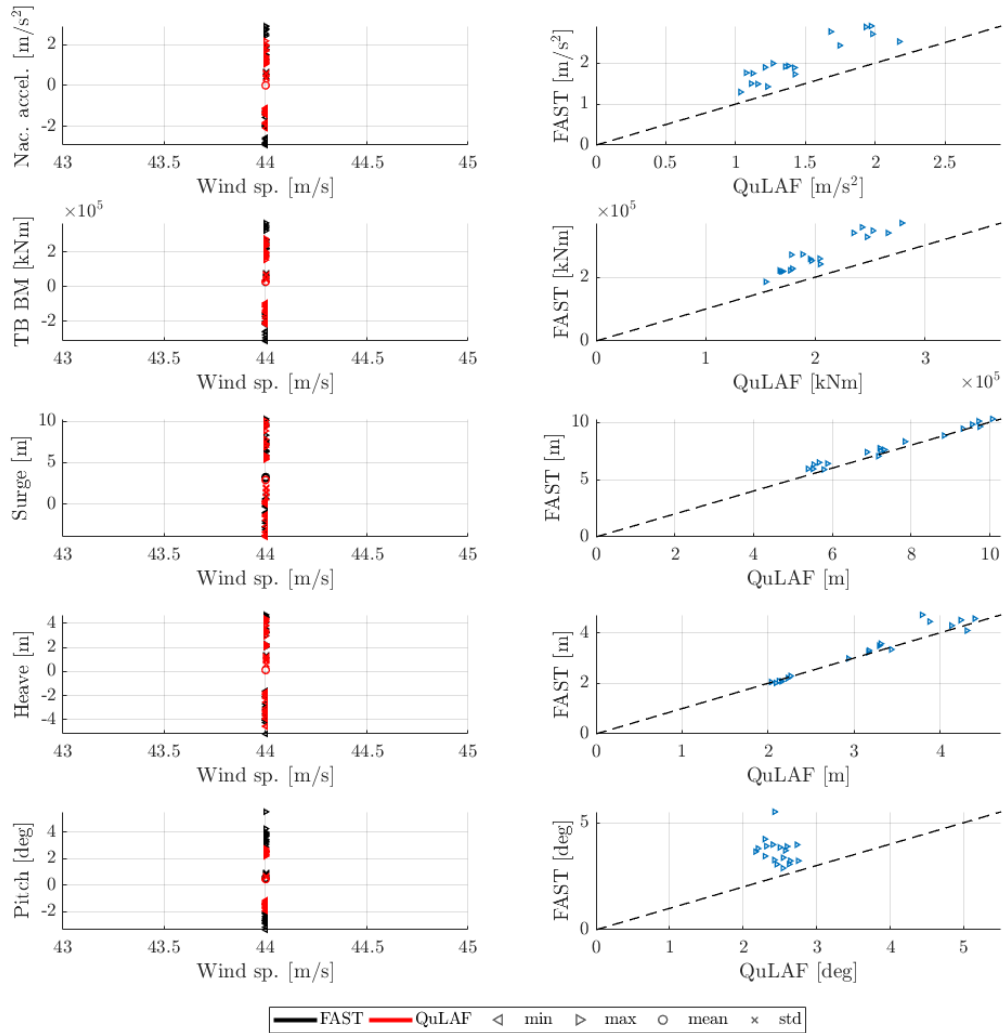 Nac. accel. [m/s²]
2
0
-2
43 43.5 44 44.5 45
Wind sp. [m/s]
FAST [m/s²]
2
1
0
0 0.5 1 1.5 2 2.5
QuLAF [m/s²]
×10⁵
TB BM [kNm]
2
0
-2
43 43.5 44 44.5 45
Wind sp. [m/s]
×10⁵
FAST [kNm]
2
0
0 1 2 3
QuLAF [kNm]
×10⁵
Surge [m]
10
5
0
43 43.5 44 44.5 45
Wind sp. [m/s]
FAST [m]
10
5
0
0 2 4 6 8 10
QuLAF [m]
Heave [m]
4
2
0
-2
-4
43 43.5 44 44.5 45
Wind sp. [m/s]
FAST [m]
4
2
0
0 1 2 3 4
QuLAF [m]
Pitch [deg]
4
2
0
-2
43 43.5 44 44.5 45
Wind sp. [m/s]
FAST [deg]
5
0
0 1 2 3 4 5
QuLAF [deg]
FAST QuLAF min max mean std